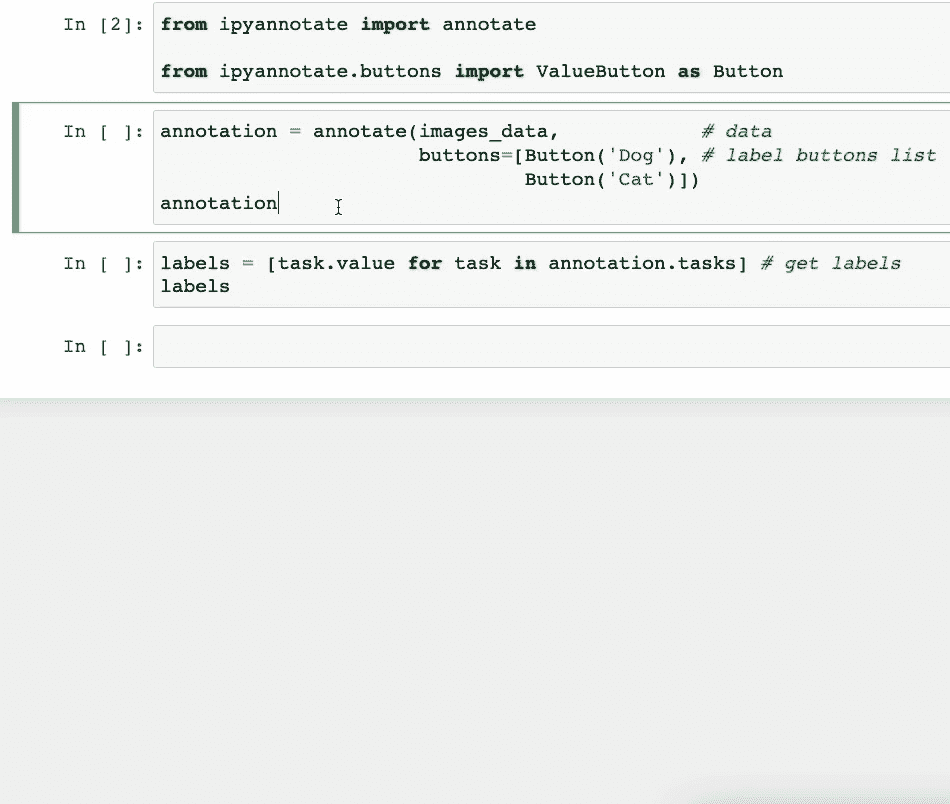 In [2]: from ipyannotate import annotate
from ipyannotate.buttons import ValueButton as Button
In [ ]: annotation = annotate(images_data, # data
buttons=[Button('Dog'), # label buttons list
Button('Cat')])
annotation
In [ ]: labels = [task.value for task in annotation.tasks] # get labels
labels
In [ ]: